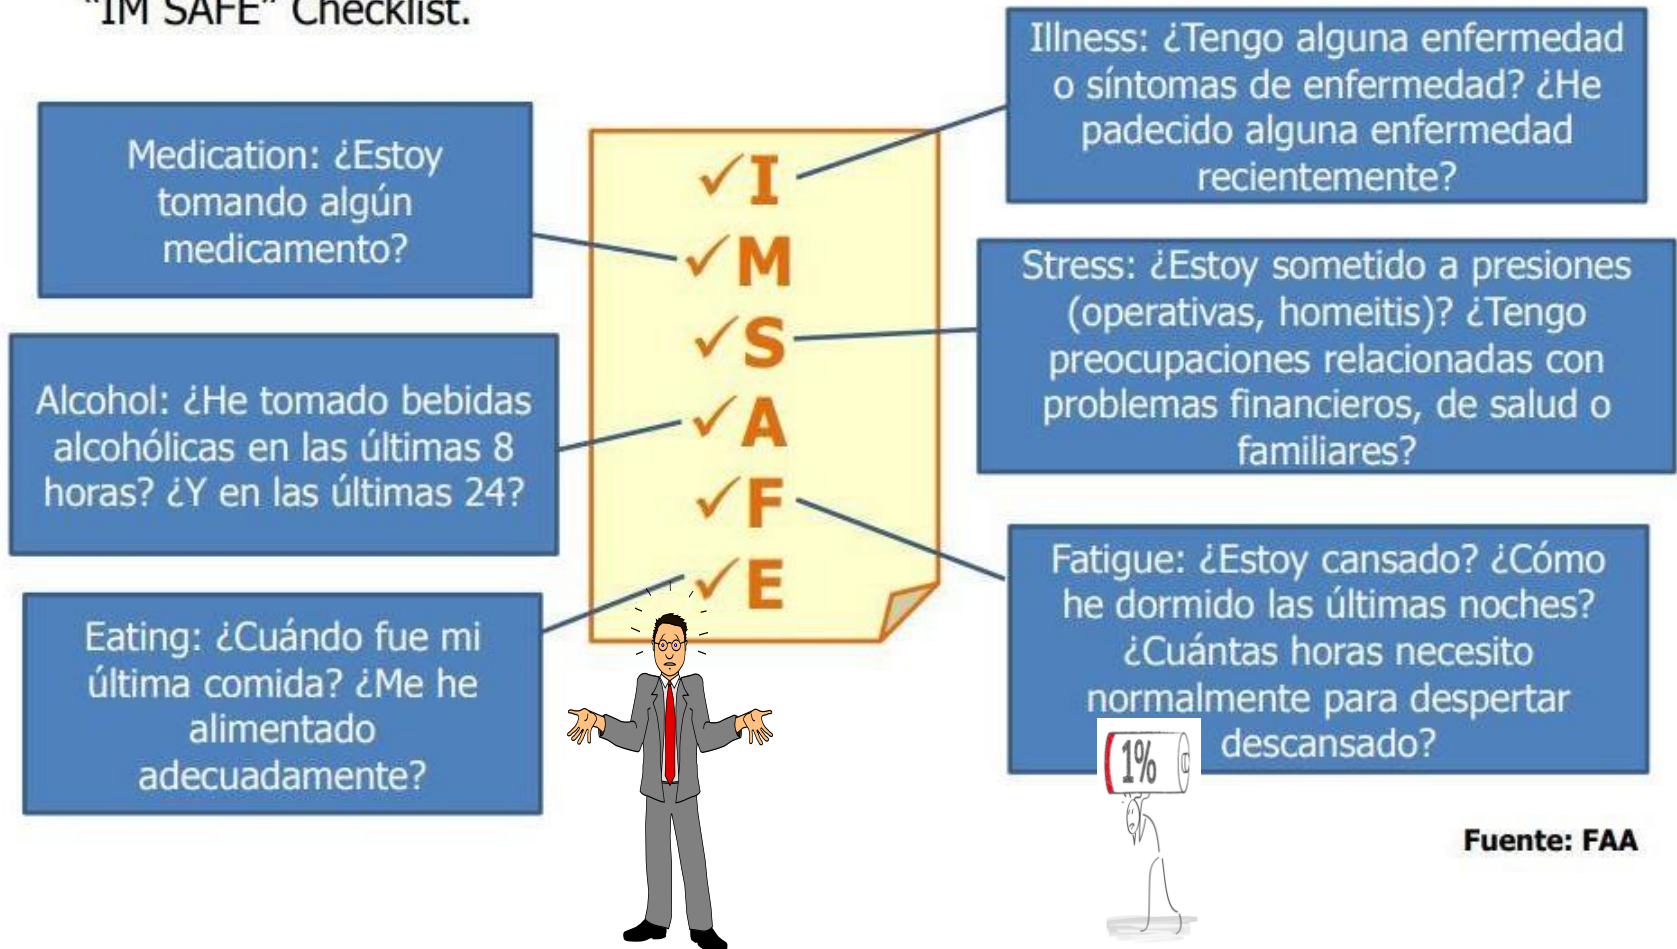 “IM SAFE” Checklist.
Illness: ¿Tengo alguna enfermedad
o síntomas de enfermedad? ¿He
padecido alguna enfermedad
recientemente?
Medication: ¿Estoy
tomando algún
medicamento?
✓I
✓M
✓S
✓A
✓F
✓E
Stress: ¿Estoy sometido a presiones
(operativas, homeitis)? ¿Tengo
preocupaciones relacionadas con
problemas financieros, de salud o
familiares?
Alcohol: ¿He tomado bebidas
alcohólicas en las últimas 8
horas? ¿Y en las últimas 24?
Fatigue: ¿Estoy cansado? ¿Cómo
he dormido las últimas noches?
¿Cuántas horas necesito
normalmente para despertar
descansado?
Eating: ¿Cuándo fue mi
última comida? ¿Me he
alimentado
adecuadamente?
1%
Fuente: FAA